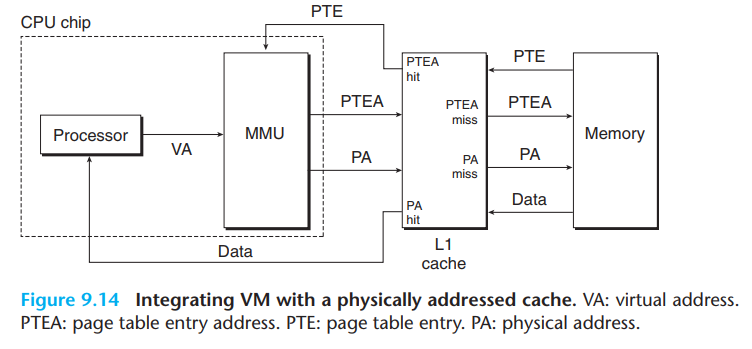 PTE
CPU chip
PTEA
hit
PTE
PTEA
PTEA
miss
PTEA
Processor
VA
MMU
Memory
PA
PA
miss
PA
PA
hit
Data
Data
L1
cache
Figure 9.14 Integrating VM with a physically addressed cache. VA: virtual address.
PTEA: page table entry address. PTE: page table entry. PA: physical address.